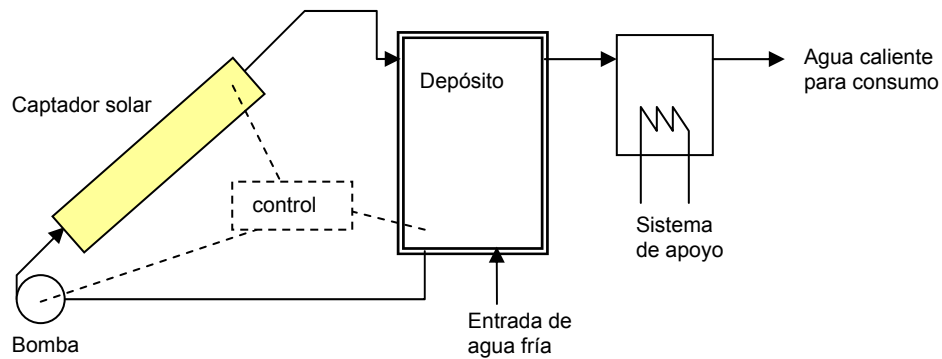 Captador solar
Depósito
Agua caliente
para consumo
control
Sistema
de apoyo
Bomba
Entrada de
agua fría